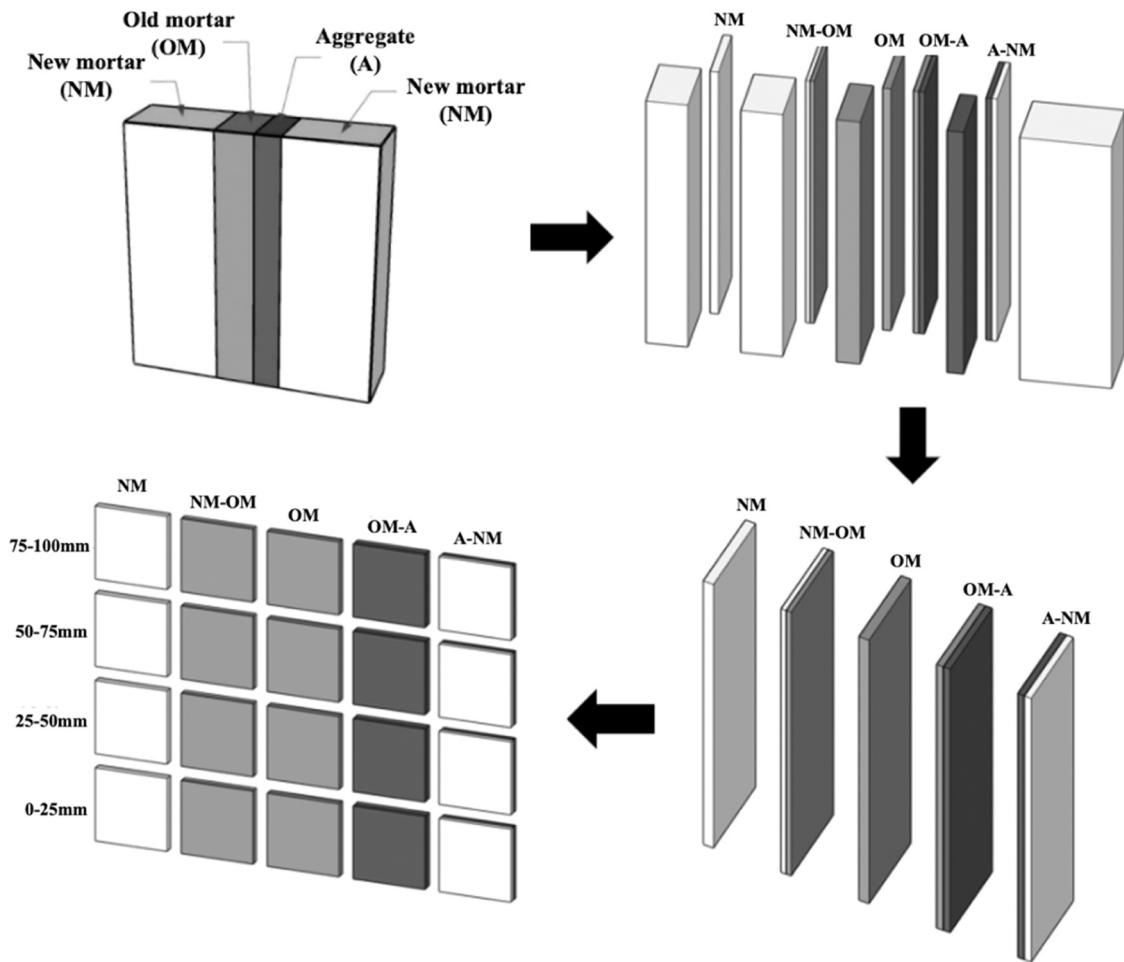 Old mortar
(OM)
Aggregate
(A)
New mortar
(NM)
New mortar
(NM)
NM
NM-OM
OM
OM-A
A-NM
NM
NM-OM
OM
OM-A
A-NM
NM
NM-OM
OM
OM-A
A-NM
75-100mm
50-75mm
25-50mm
0-25mm